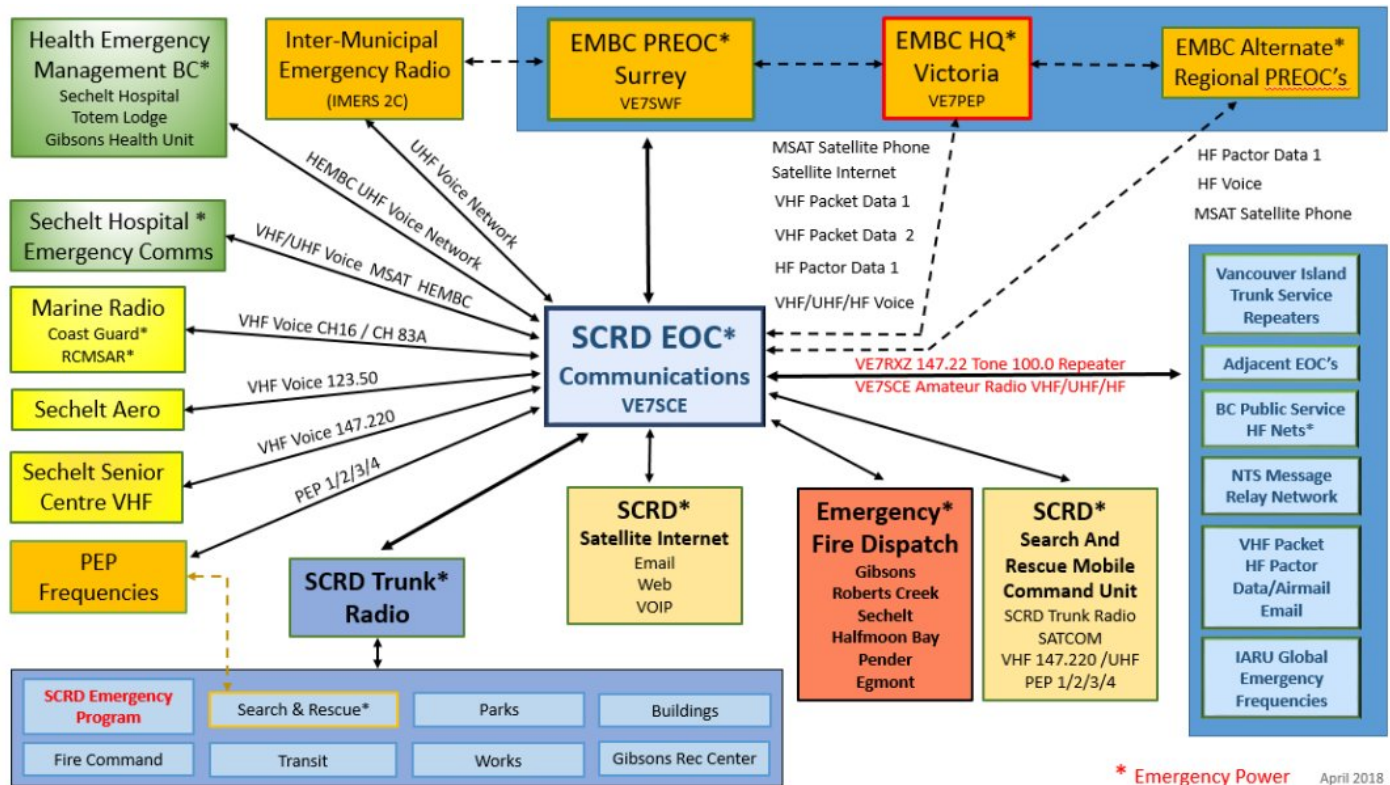 Health Emergency
Management BC*
Sechelt Hospital
Totem Lodge
Gibsons Health Unit
Inter-Municipal
Emergency Radio
(IMERS 2C)
EMBC PREOC*
Surrey
VE7SWF
EMBC HQ*
Victoria
VE7PEP
EMBC Alternate*
Regional PREOC's
UHF Voice Network
HEMBC UHF Voice Network
MSAT Satellite Phone
Satellite Internet
VHF Packet Data 1
VHF Packet Data 2
HF Pactor Data 1
VHF/UHF/HF Voice
HF Pactor Data 1
HF Voice
MSAT Satellite Phone
Sechelt Hospital *
Emergency Comms
VHF/UHF Voice MSAT HEMBC
Marine Radio
Coast Guard*
RCMSAR*
VHF Voice CH16 / CH 83A
Sechelt Aero
VHF Voice 123.50
Sechelt Senior
Centre VHF
VHF Voice 147.220
PEP
Frequencies
PEP 1/2/3/4
SCRD EOC*
Communications
VE7SCE
VE7RXZ 147.22 Tone 100.0 Repeater
VE7SCE Amateur Radio VHF/UHF/HF
Vancouver Island
Trunk Service
Repeaters
Adjacent EOC's
BC Public Service
HF Nets*
NTS Message
Relay Network
VHF Packet
HF Pactor
Data/Airmail
Email
IARU Global
Emergency
Frequencies
SCRD Trunk*
Radio
SCRD*
Satellite Internet
Email
Web
VOIP
Emergency*
Fire Dispatch
Gibsons
Roberts Creek
Sechelt
Halfmoon Bay
Pender
Egmont
SCRD*
Search And
Rescue Mobile
Command Unit
SCRD Trunk Radio
SATCOM
VHF 147.220 /UHF
PEP 1/2/3/4
SCRD Emergency
Program
Search & Rescue*
Parks
Buildings
Fire Command
Transit
Works
Gibsons Rec Center
* Emergency Power
April 2018